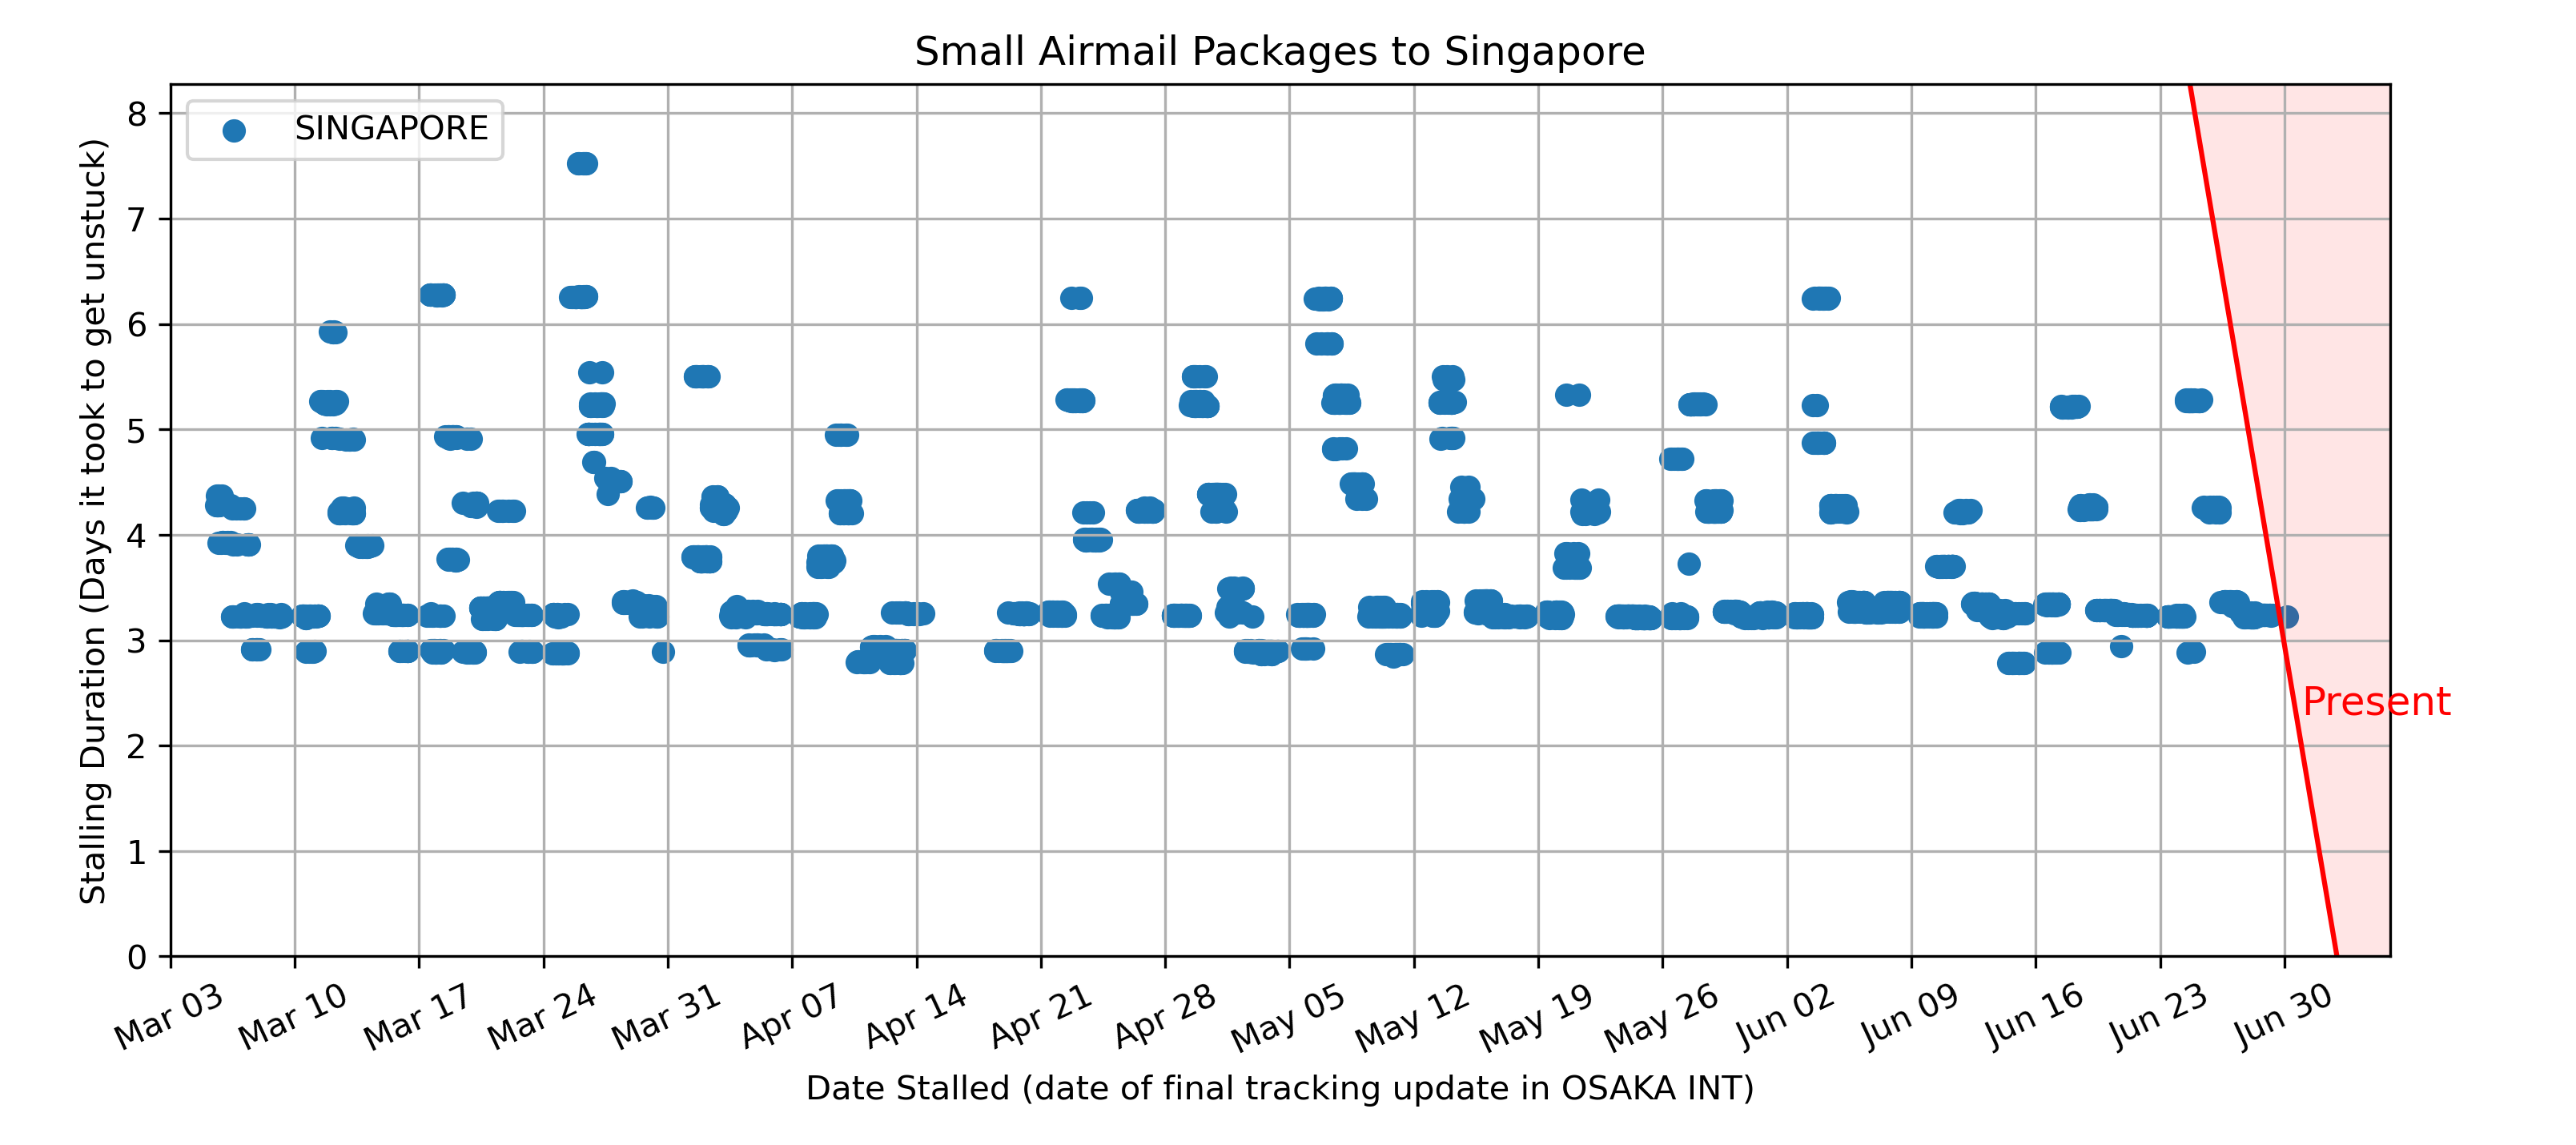 Small Airmail Packages to Singapore
SINGAPORE
Stalling Duration (Days it took to get unstuck)
8
7
6
5
4
3
2
1
0
Present
Mar 03 Mar 10 Mar 17 Mar 24 Mar 31 Apr 07 Apr 14 Apr 21 Apr 28 May 05 May 12 May 19 May 26 Jun 02 Jun 09 Jun 16 Jun 23 Jun 30
Date Stalled (date of final tracking update in OSAKA INT)